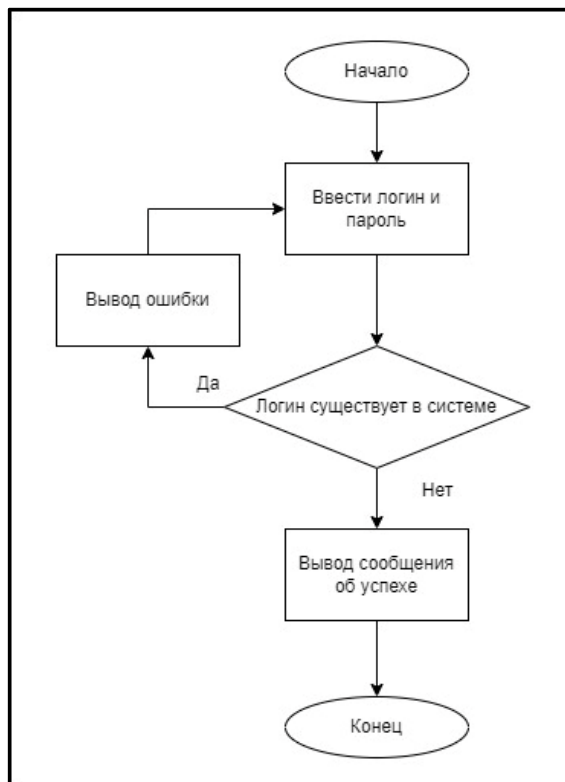 Начало
Ввести логин и
пароль
Вывод ошибки
Да
Логин существует в системе
Нет
Вывод сообщения
об успехе
Конец